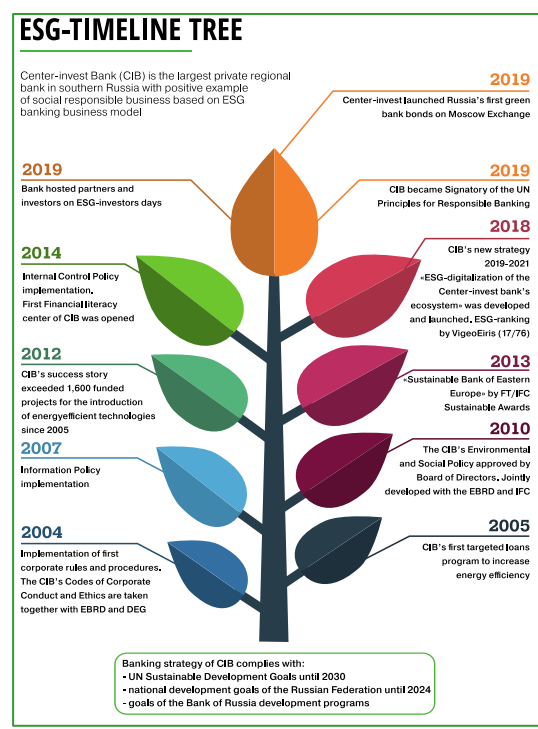 ESG-TIMELINE TREE
Center-invest Bank (CIB) is the largest private regional
bank in southern Russia with positive example
of social responsible business based on ESG
banking business model
2019
Center-invest launched Russia's first green
bank bonds on Moscow Exchange
2019
Bank hosted partners and
investors on ESG-investors days
2019
CIB became Signatory of the UN
Principles for Responsible Banking
2018
CIB's new strategy
2019-2021
«ESG-digitalization of the
Center-invest bank's
ecosystem» was developed
and launched. ESG-ranking
by VigeoEiris (17/76)
2014
Internal Control Policy
implementation.
First Financial literacy
center of CIB was opened
2013
«Sustainable Bank of Eastern
Europe» by FT/IFC
Sustainable Awards
2012
CIB's success story
exceeded 1,600 funded
projects for the introduction
of energyefficient technologies
since 2005
2010
The CIB's Environmental
and Social Policy approved by
Board of Directors. Jointly
developed with the EBRD and IFC
2007
Information Policy
implementation
2005
CIB's first targeted loans
program to increase
energy efficiency
2004
Implementation of first
corporate rules and procedures.
The CIB's Codes of Corporate
Conduct and Ethics are taken
together with EBRD and DEG
Banking strategy of CIB complies with:
- UN Sustainable Development Goals until 2030
- national development goals of the Russian Federation until 2024
- goals of the Bank of Russia development programs